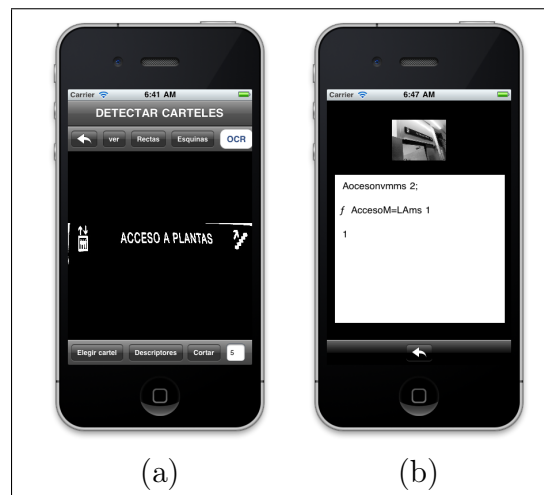 Carrier 6:41 AM
DETECTAR CARTELES
ver Rectas Esquinas OCR
ACCESO A PLANTAS
Elegir cartel Descriptores Cortar 5
(a)
Carrier 6:47 AM
Aocesonvmms 2;
ƒ AccesoM=LAms 1
1
(b)